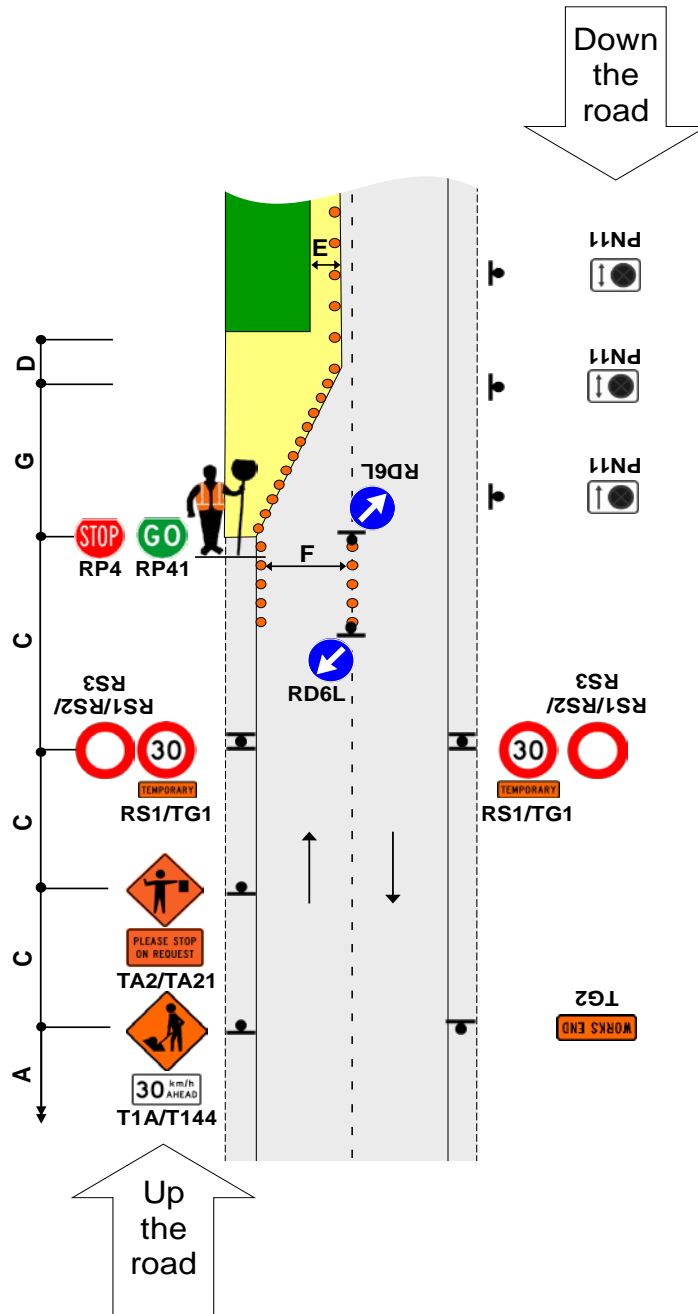 Down
the
road
PN11
PN11
PN11
E
D
G
RD6L
STOP
GO
RP4
RP41
F
C
RD6L
RS1/RS2/
RS3
RS1/RS2/
RS3
30
TEMPORARY
RS1/TG1
30
TEMPORARY
RS1/TG1
C
C
PLEASE STOP
ON REQUEST
TA2/TA21
TG2
WORKS END
A
30 km/h
AHEAD
T1A/T144
Up
the
road